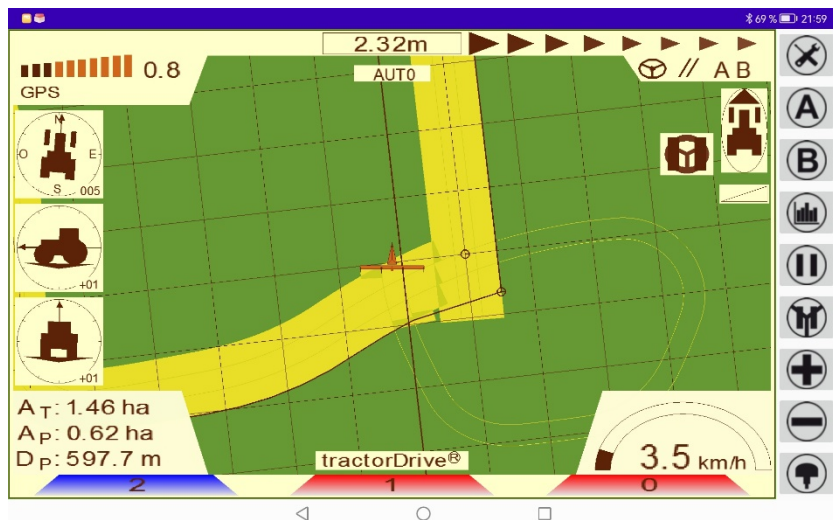 69 % 21:59
2.32m
0.8
GPS
AUTO
// A B
N
O E
S 005
+01
+01
A T: 1.46 ha
A P: 0.62 ha
D P: 597.7 m
tractorDrive®
3.5 km/h
2 1 0
A
B